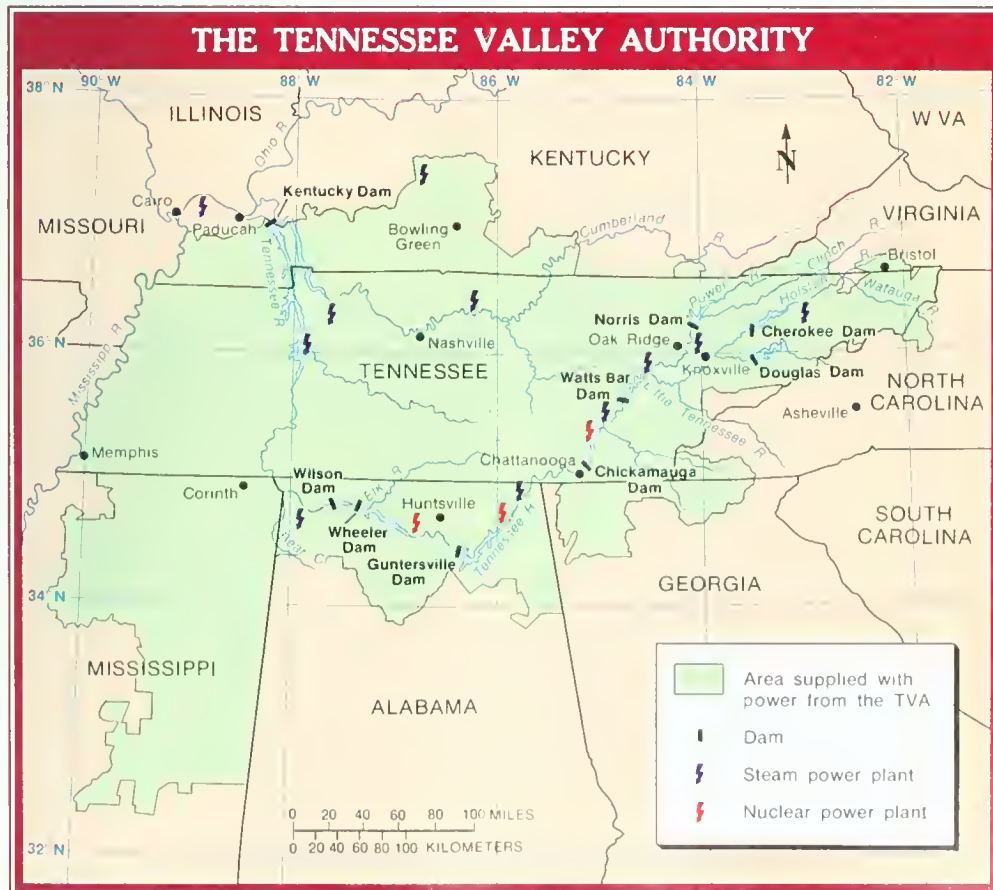 THE TENNESSEE VALLEY AUTHORITY
90° W
88° W
86° W
84° W
82° W
38° N
ILLINOIS
Ohio R
W VA
KENTUCKY
N
Cairo
Kentucky Dam
MISSOURI
Paducah
Bowling
Green
Cumberland
R
VIRGINIA
Tennessee R
Clinch
R
Bristol
Powell R
Holston
R
Watauga
R
Mississippi R
36° N
Norris Dam
Oak Ridge
Cherokee Dam
Nashville
TENNESSEE
Knoxville
Douglas Dam
Watts Bar
Dam
Little Tennessee R
NORTH
CAROLINA
Asheville
Memphis
Chattanooga
Chickamauga
Dam
Corinth
Wilson
Dam
Elk R
Huntsville
Wheeler
Dam
Tennessee R
Guntersville
Dam
SOUTH
CAROLINA
GEORGIA
34° N
MISSISSIPPI
ALABAMA
Area supplied with
power from the TVA
Dam
Steam power plant
Nuclear power plant
0 20 40 60 80 100 MILES
0 20 40 60 80 100 KILOMETERS
32° N